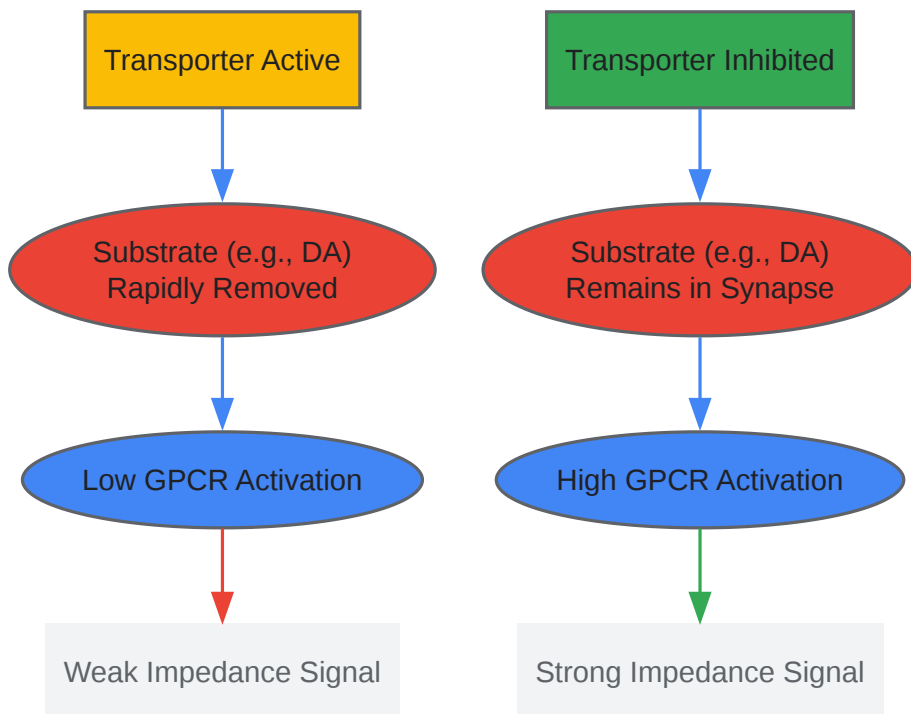 Transporter Active
Substrate (e.g., DA)
Rapidly Removed
Low GPCR Activation
Weak Impedance Signal
Transporter Inhibited
Substrate (e.g., DA)
Remains in Synapse
High GPCR Activation
Strong Impedance Signal